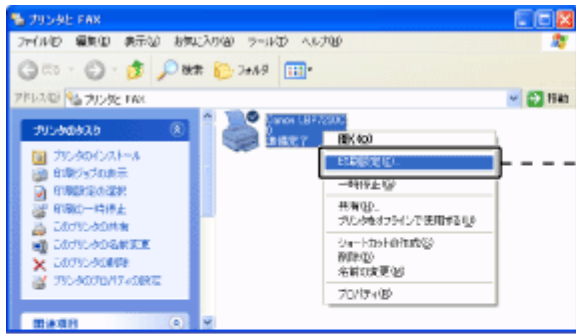 プリンタと FAX
ファイル(F) 編集(E) 表示(V) お気に入り(A) ツール(T) ヘルプ(H)
戻る 検索 フォルダ
アドレス(D) プリンタと FAX 移動
プリンタのタスク
プリンタのインストール
印刷ジョブの表示
印刷設定の選択
印刷の一時停止
このプリンタの共有
このプリンタの名前変更
このプリンタの削除
プリンタのプロパティの設定
関連項目
Canon LBP7200C
0
準備完了
開く(O)
印刷設定(E)...
一時停止(G)
共有(H)...
プリンタをオフラインで使用する(U)
ショートカットの作成(S)
削除(D)
名前の変更(M)
プロパティ(R)